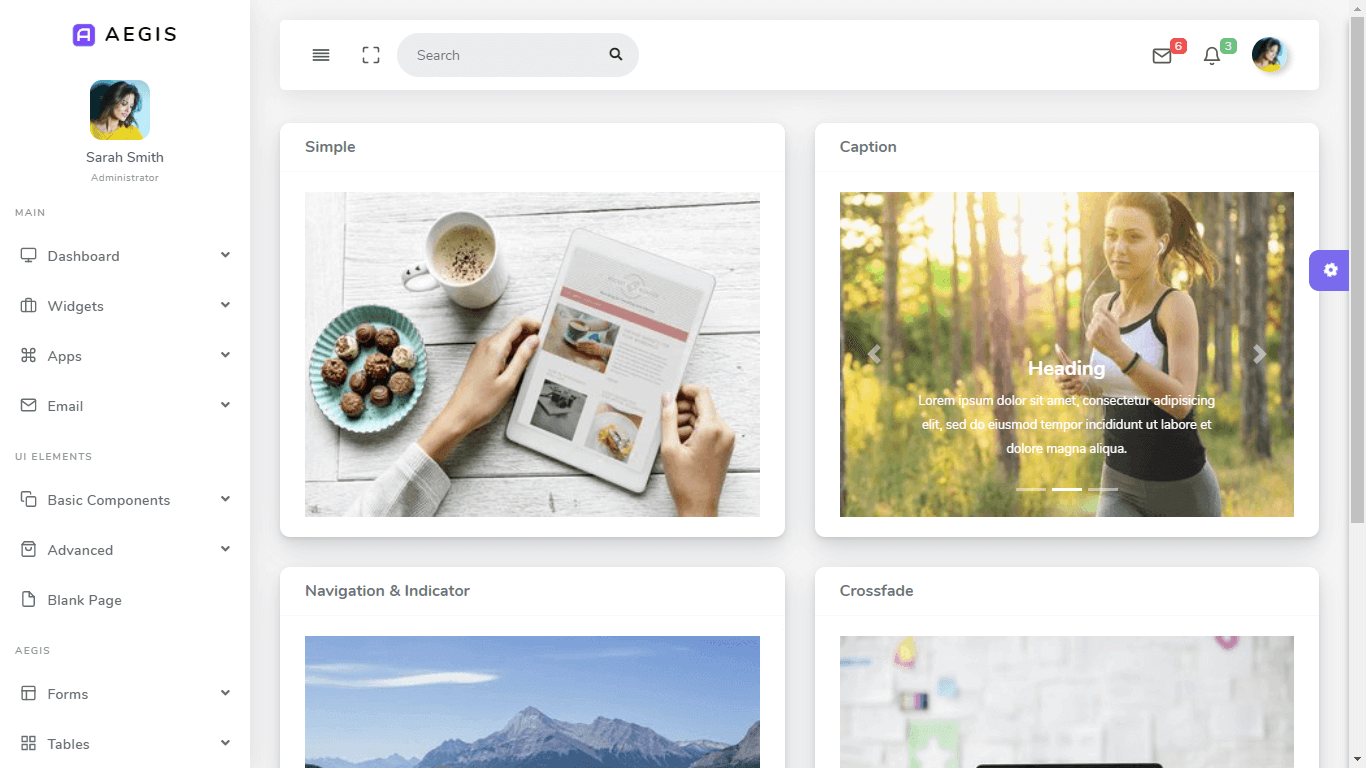 AEGIS
Sarah Smith
Administrator
MAIN
Dashboard
Widgets
Apps
Email
UI ELEMENTS
Basic Components
Advanced
Blank Page
AEGIS
Forms
Tables
Search
6
3
Simple
Caption
Heading
Lorem ipsum dolor sit amet, consectetur adipisicing
elit, sed do eiusmod tempor incididunt ut labore et
dolore magna aliqua.
Navigation & Indicator
Crossfade